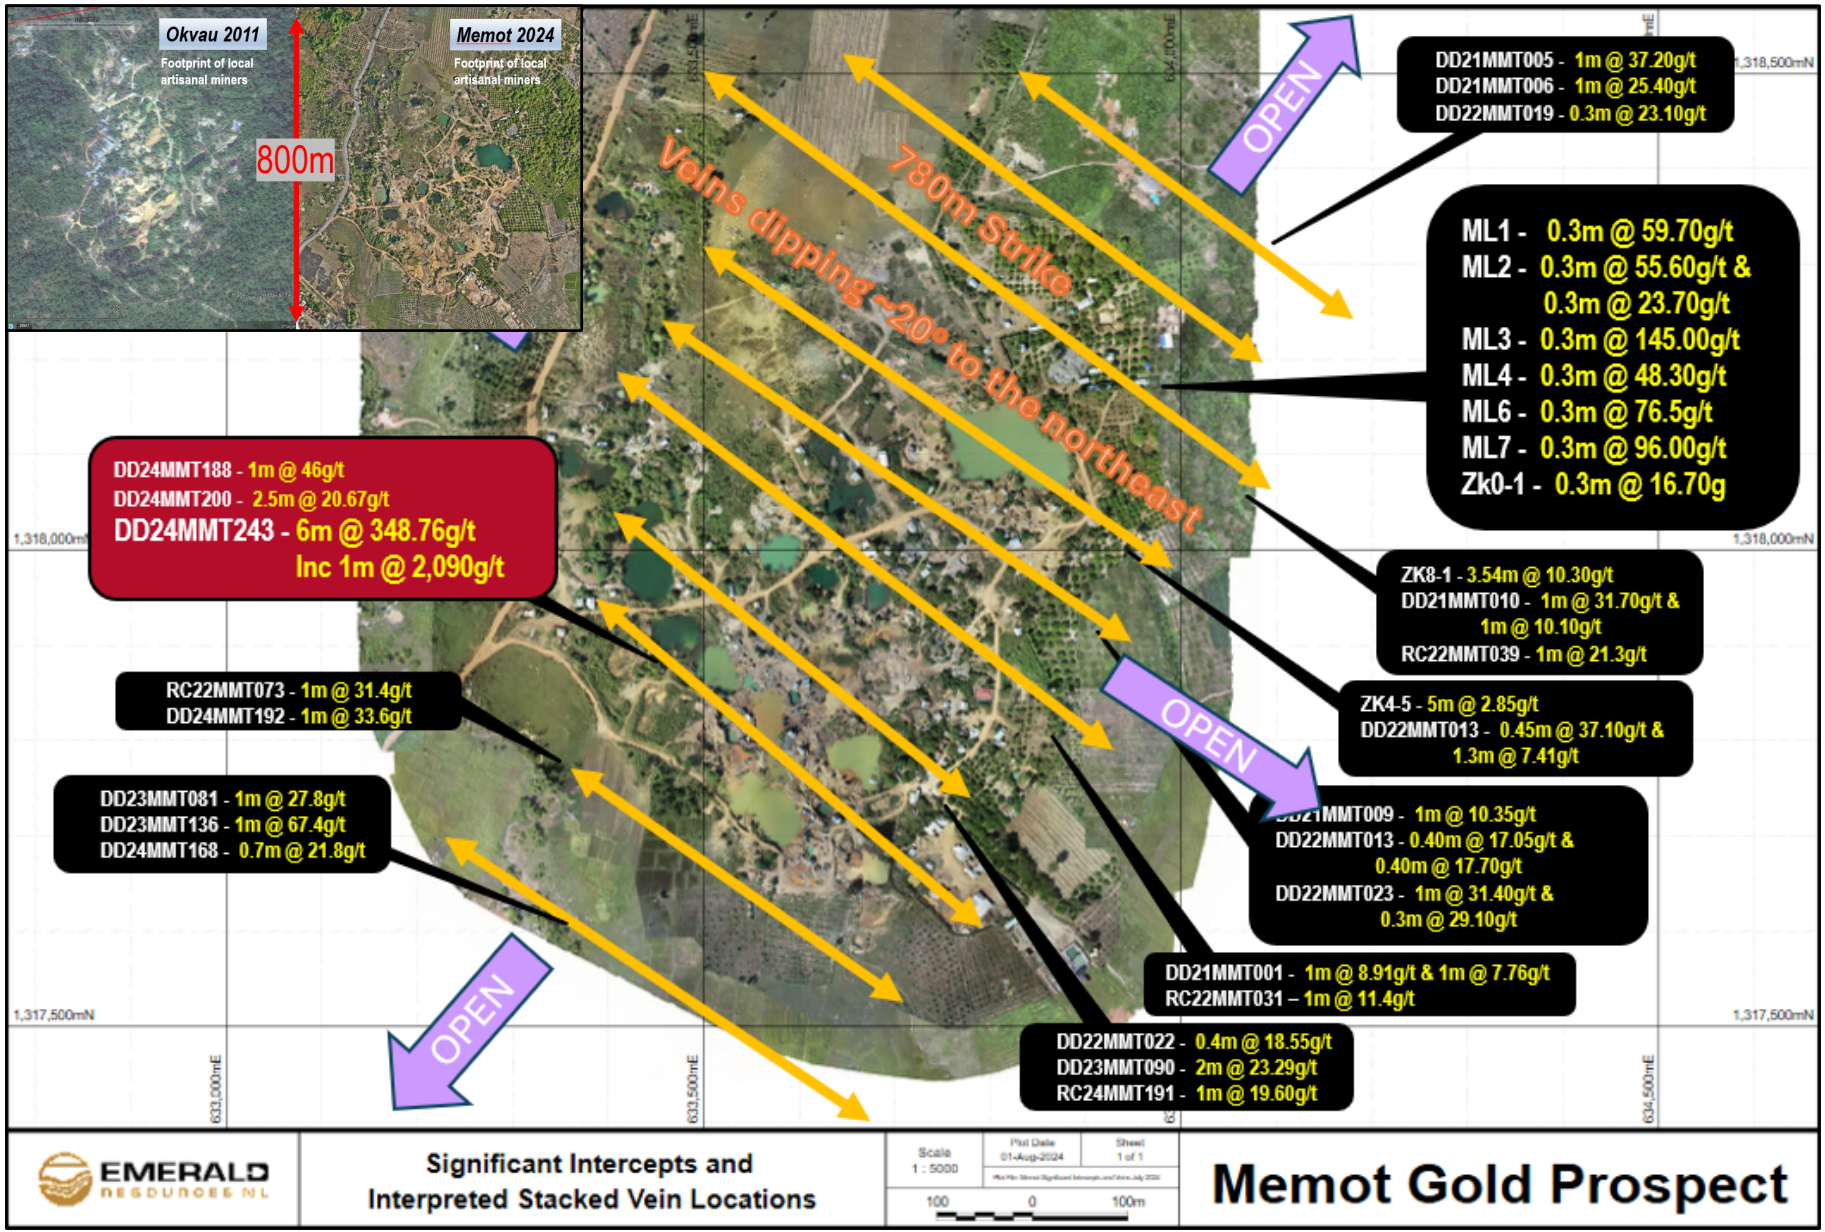 Okvau 2011
Footprint of local
artisanal miners
Memot 2024
Footprint of local
artisanal miners
800m
633,500mE
634,000mE
1,318,500mN
OPEN
DD21MMT005 - 1m @ 37.20g/t
DD21MMT006 - 1m @ 25.40g/t
DD22MMT019 - 0.3m @ 23.10g/t
780m Strike
Veins dipping ~20° to the northeast
ML1 - 0.3m @ 59.70g/t
ML2 - 0.3m @ 55.60g/t &
0.3m @ 23.70g/t
ML3 - 0.3m @ 145.00g/t
ML4 - 0.3m @ 48.30g/t
ML6 - 0.3m @ 76.5g/t
ML7 - 0.3m @ 96.00g/t
Zk0-1 - 0.3m @ 16.70g
DD24MMT188 - 1m @ 46g/t
DD24MMT200 - 2.5m @ 20.67g/t
DD24MMT243 - 6m @ 348.76g/t
Inc 1m @ 2,090g/t
1,318,000mN
1,318,000mN
ZK8-1 - 3.54m @ 10.30g/t
DD21MMT010 - 1m @ 31.70g/t &
1m @ 10.10g/t
RC22MMT039 - 1m @ 21.3g/t
RC22MMT073 - 1m @ 31.4g/t
DD24MMT192 - 1m @ 33.6g/t
ZK4-5 - 5m @ 2.85g/t
DD22MMT013 - 0.45m @ 37.10g/t &
1.3m @ 7.41g/t
OPEN
DD23MMT081 - 1m @ 27.8g/t
DD23MMT136 - 1m @ 67.4g/t
DD24MMT168 - 0.7m @ 21.8g/t
DD21MMT009 - 1m @ 10.35g/t
DD22MMT013 - 0.40m @ 17.05g/t &
0.40m @ 17.70g/t
DD22MMT023 - 1m @ 31.40g/t &
0.3m @ 29.10g/t
DD21MMT001 - 1m @ 8.91g/t & 1m @ 7.76g/t
RC22MMT031 – 1m @ 11.4g/t
OPEN
1,317,500mN
1,317,500mN
DD22MMT022 - 0.4m @ 18.55g/t
DD23MMT090 - 2m @ 23.29g/t
RC24MMT191 - 1m @ 19.60g/t
633,000mE
633,500mE
634,500mE
EMERALD
RESOURCES NL
Significant Intercepts and
Interpreted Stacked Vein Locations
Scale
1 : 5000
Plot Date
01-Aug-2024
Sheet
1 of 1
100 0 100m
Memot Gold Prospect